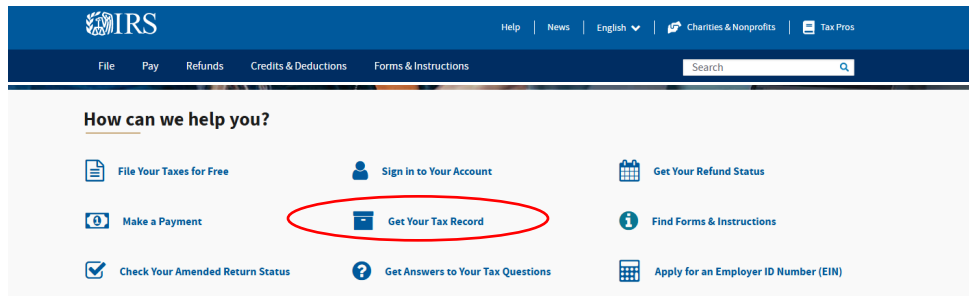 IRS
Help News English Charities & Nonprofits Tax Pros
File Pay Refunds Credits & Deductions Forms & Instructions Search
How can we help you?
File Your Taxes for Free Sign in to Your Account Get Your Refund Status
Make a Payment Get Your Tax Record Find Forms & Instructions
Check Your Amended Return Status Get Answers to Your Tax Questions Apply for an Employer ID Number (EIN)